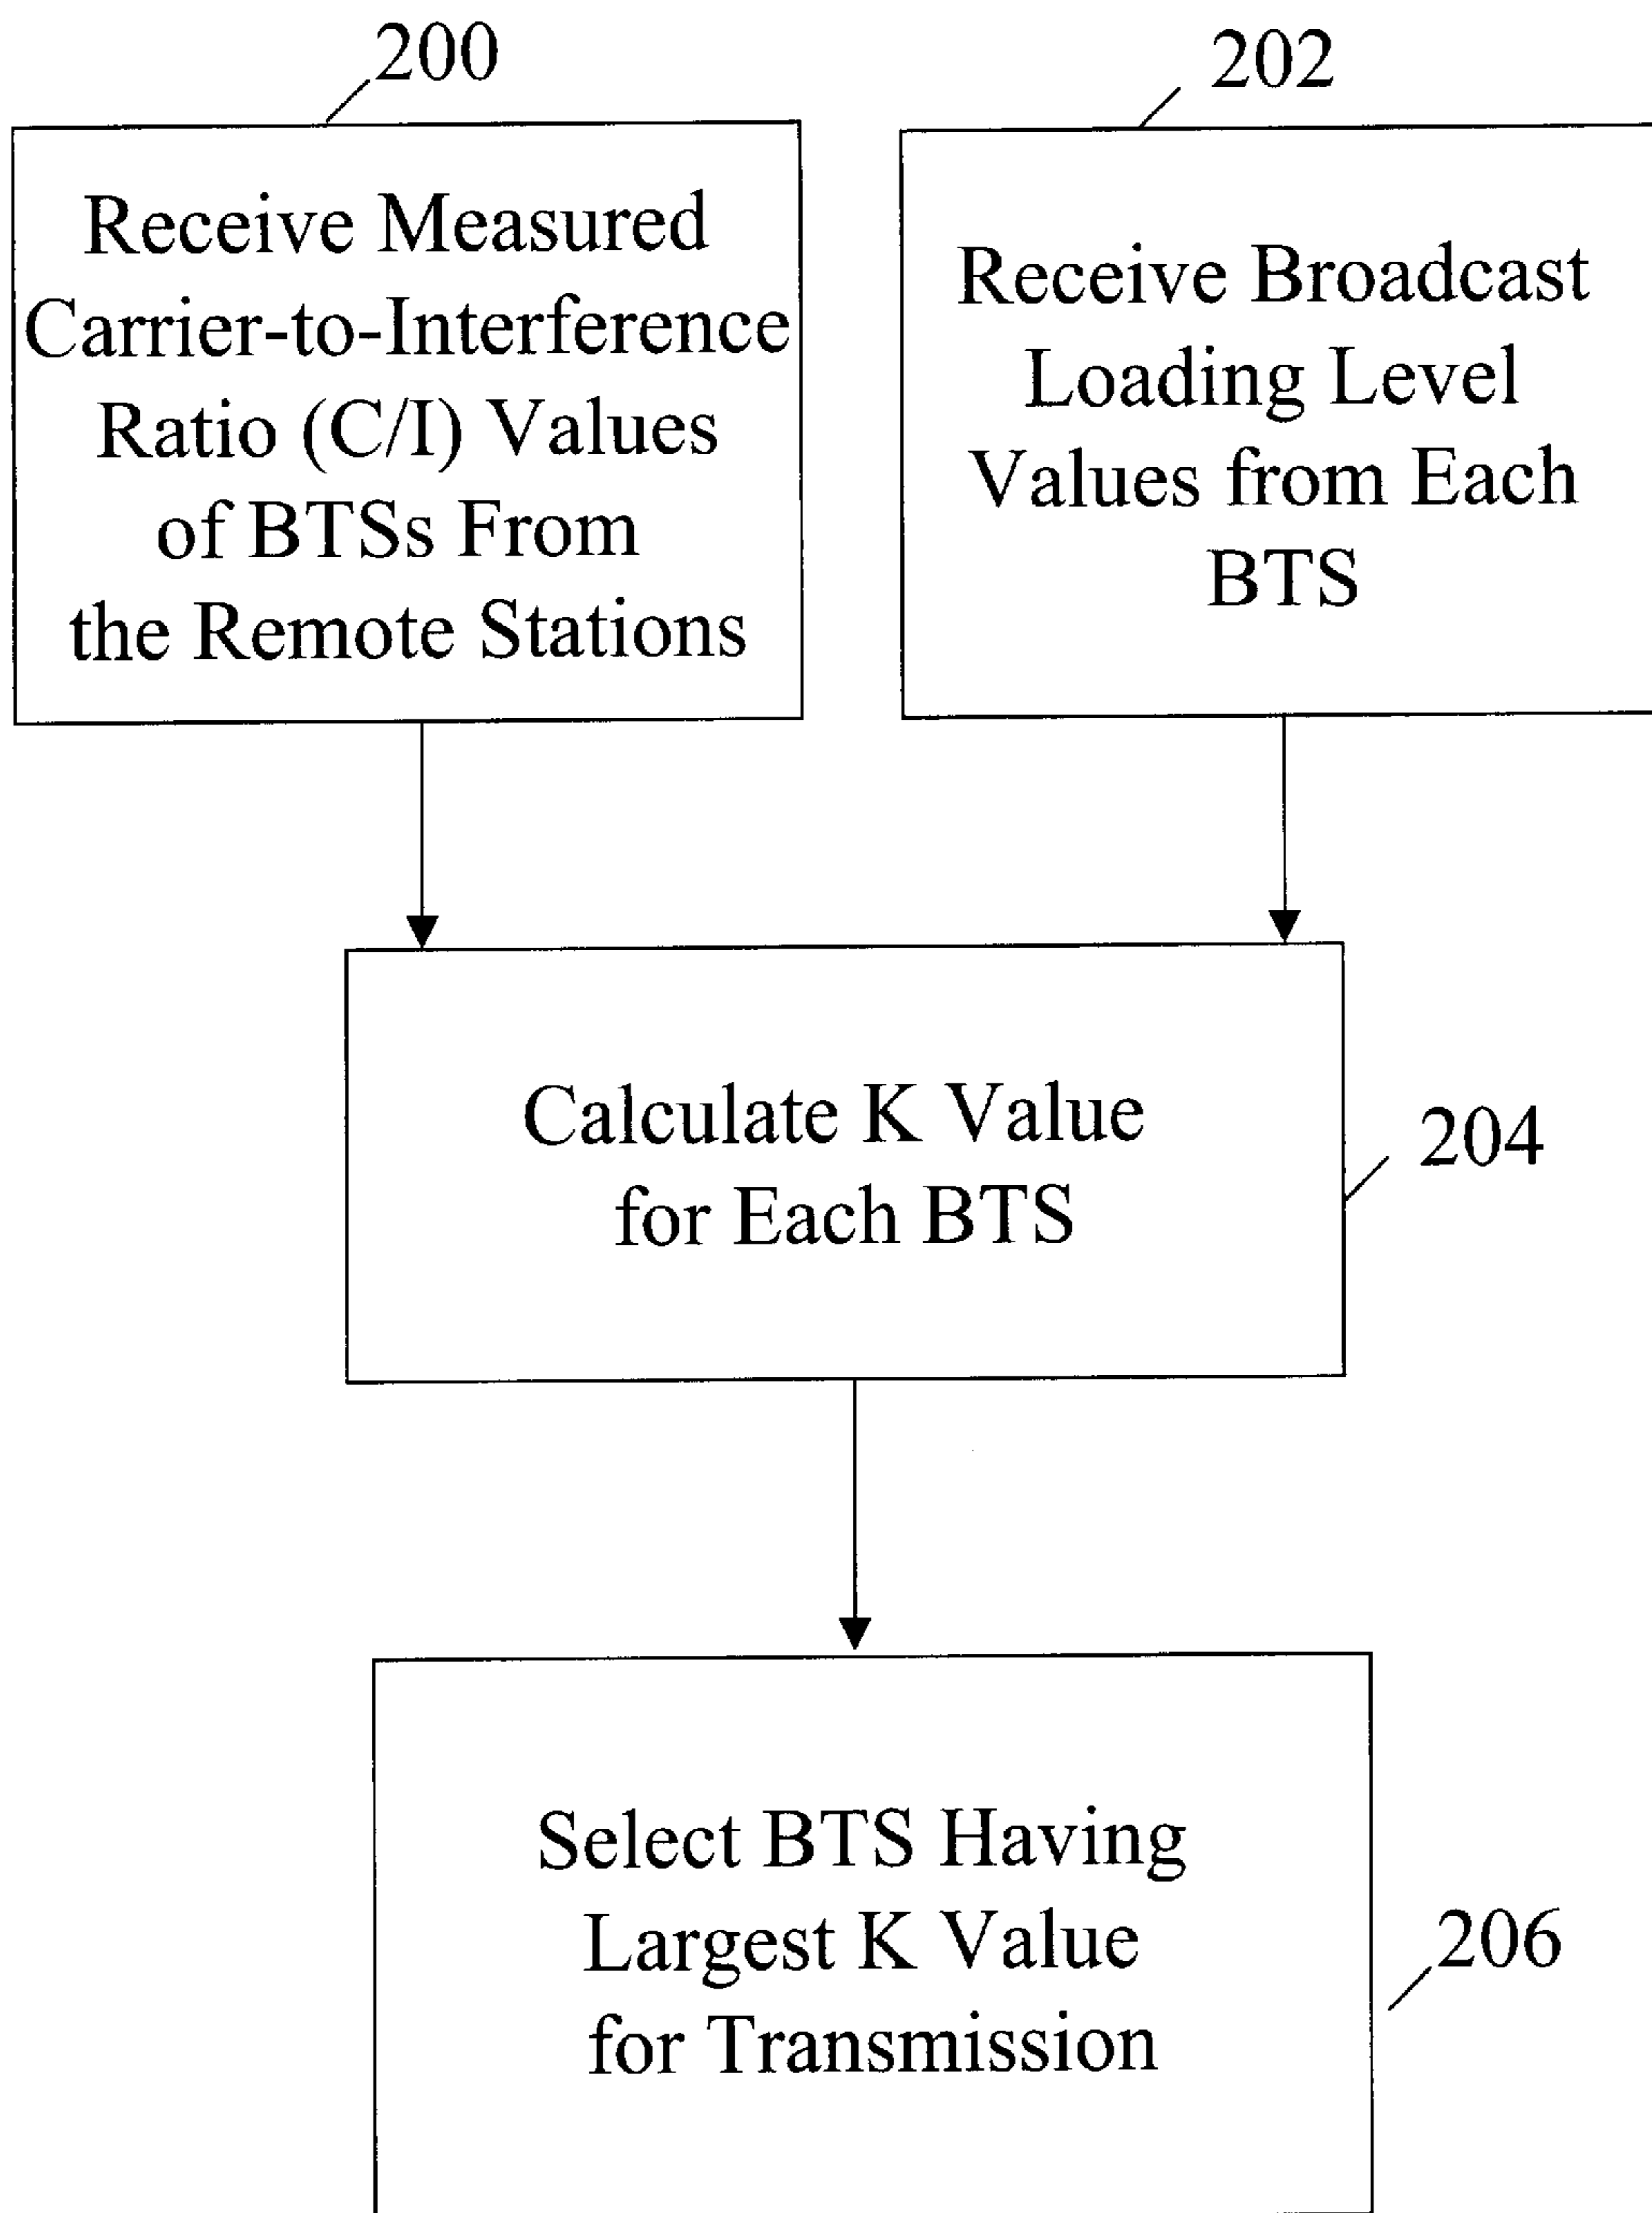 200
Receive Measured
Carrier-to-Interference
Ratio (C/I) Values
of BTSs From
the Remote Stations
202
Receive Broadcast
Loading Level
Values from Each
BTS
Calculate K Value
for Each BTS
204
Select BTS Having
Largest K Value
for Transmission
206